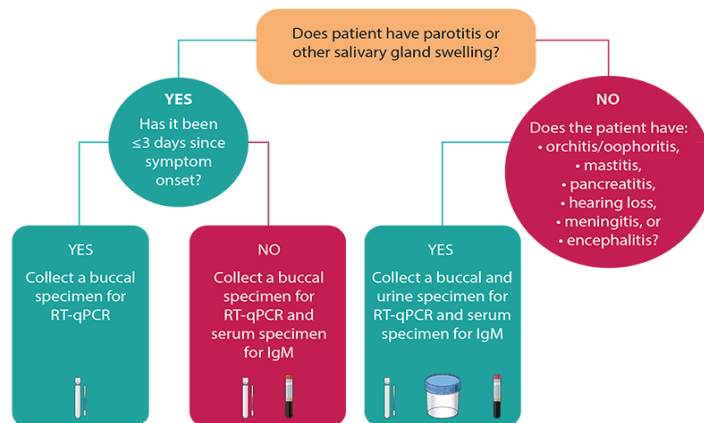 Does patient have parotitis or
other salivary gland swelling?
YES
Has it been
≤3 days since
symptom
onset?
NO
Does the patient have:
• orchitis/oophoritis,
• mastitis,
• pancreatitis,
• hearing loss,
• meningitis, or
• encephalitis?
YES
Collect a buccal
specimen for
RT-qPCR
NO
Collect a buccal
specimen for
RT-qPCR and
serum specimen
for IgM
YES
Collect a buccal and
urine specimen for
RT-qPCR and serum
specimen for IgM